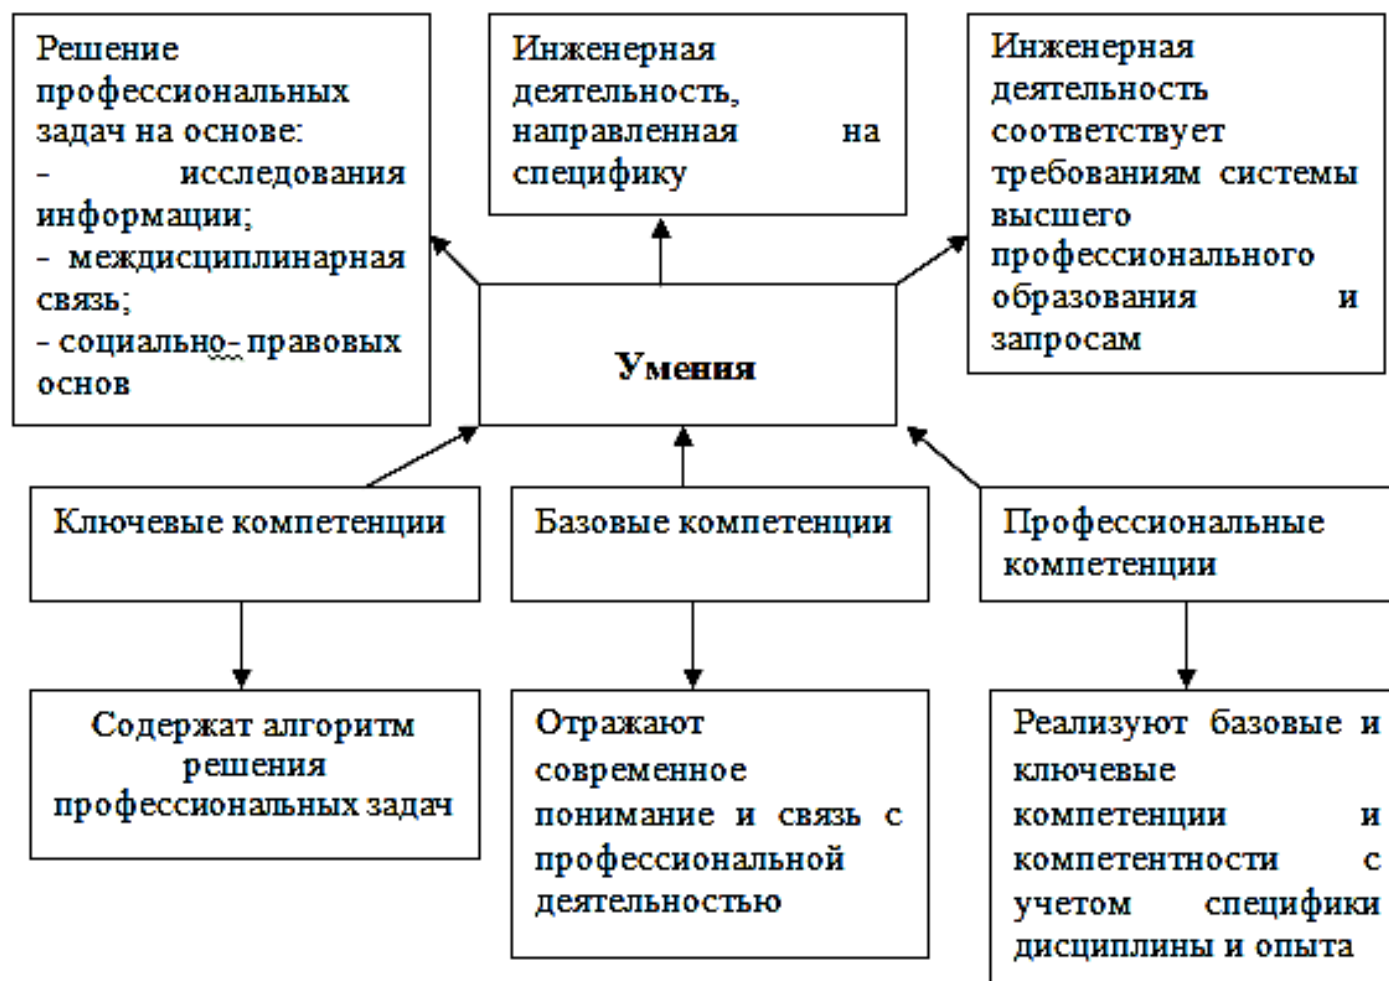 Решение
профессиональных
задач на основе:
- исследования
информации;
- междисциплинарная
связь;
- социально- правовых
основ
Инженерная
деятельность,
направленная на
специфику
Инженерная
деятельность
соответствует
требованиям системы
высшего
профессионального
образования и
запросам
Умения
Ключевые компетенции
Базовые компетенции
Профессиональные
компетенции
Содержат алгоритм
решения
профессиональных задач
Отражают
современное
понимание и связь с
профессиональной
деятельностью
Реализуют базовые и
ключевые
компетенции и
компетентности с
учетом специфики
дисциплины и опыта